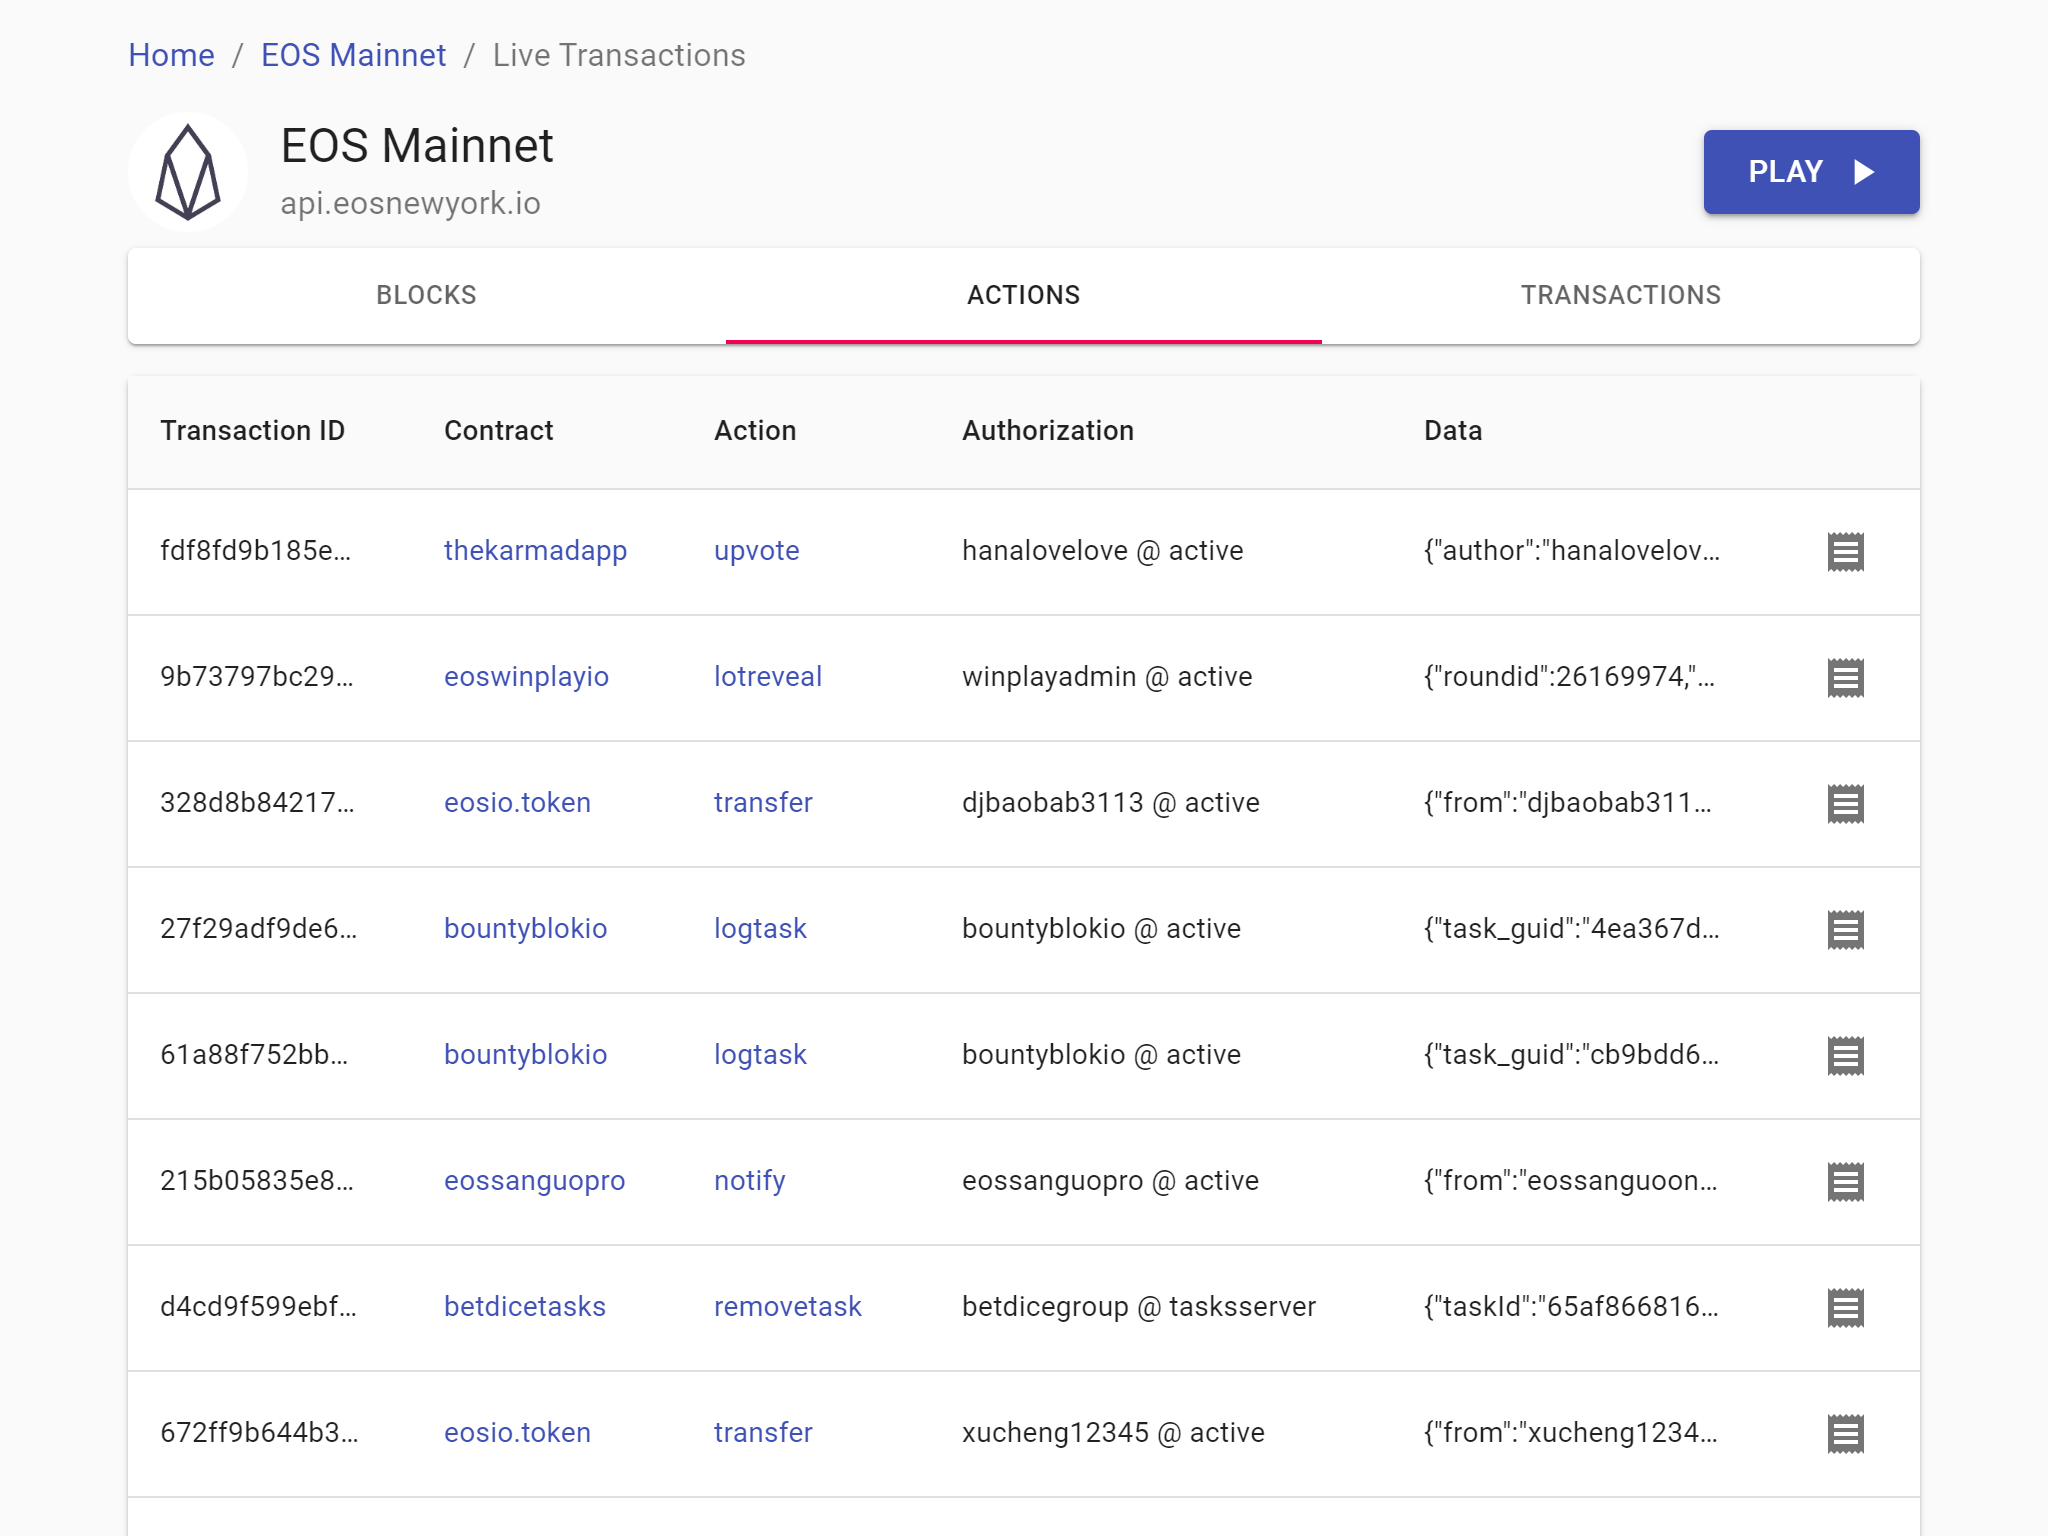 Home / EOS Mainnet / Live Transactions
EOS Mainnet
api.eosnewyork.io
PLAY
BLOCKS ACTIONS TRANSACTIONS
Transaction ID Contract Action Authorization Data
fdf8fd9b185e... thekarmadapp upvote hanalovelove @ active {"author":"hanalovelov...
9b73797bc29... eoswinplayio lotreveal winplayadmin @ active {"roundid":26169974,"...
328d8b84217... eosio.token transfer djbaobab3113 @ active {"from":"djbaobab311...
27f29adf9de6... bountyblokio logtask bountyblokio @ active {"task_guid":"4ea367d...
61a88f752bb... bountyblokio logtask bountyblokio @ active {"task_guid":"cb9bdd6...
215b05835e8... eossanguopro notify eossanguopro @ active {"from":"eossanguoon...
d4cd9f599ebf... betdicetasks removetask betdicegroup @ tasksserver {"taskId":"65af866816...
672ff9b644b3... eosio.token transfer xucheng12345 @ active {"from":"xucheng1234...